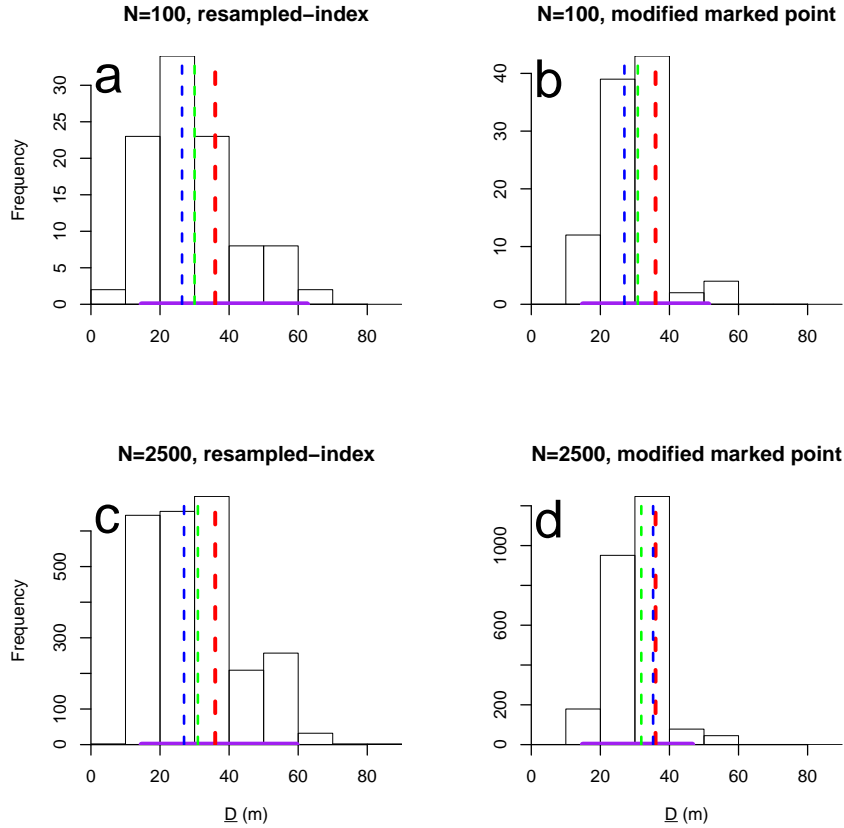 N=100, resampled−index
N=100, modified marked point
a
b
Frequency
0 5 10 15 20 25 30
0 10 20 30 40
0 20 40 60 80
0 20 40 60 80
N=2500, resampled−index
N=2500, modified marked point
c
d
Frequency
0 100 300 500
0 200 600 1000
0 20 40 60 80
0 20 40 60 80
D (m)
D (m)